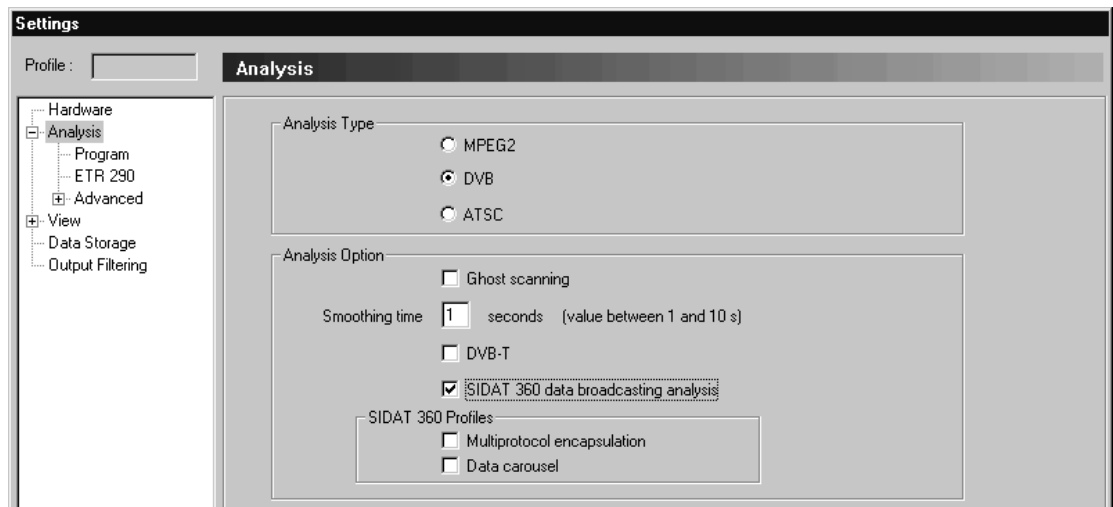 Settings
Profile :
Analysis
Hardware
Analysis
Program
ETR 290
Advanced
View
Data Storage
Output Filtering
Analysis Type
MPEG2
DVB
ATSC
Analysis Option
Ghost scanning
Smoothing time 1 seconds (value between 1 and 10 s)
DVB-T
SIDAT 360 data broadcasting analysis
SIDAT 360 Profiles
Multiprotocol encapsulation
Data carousel